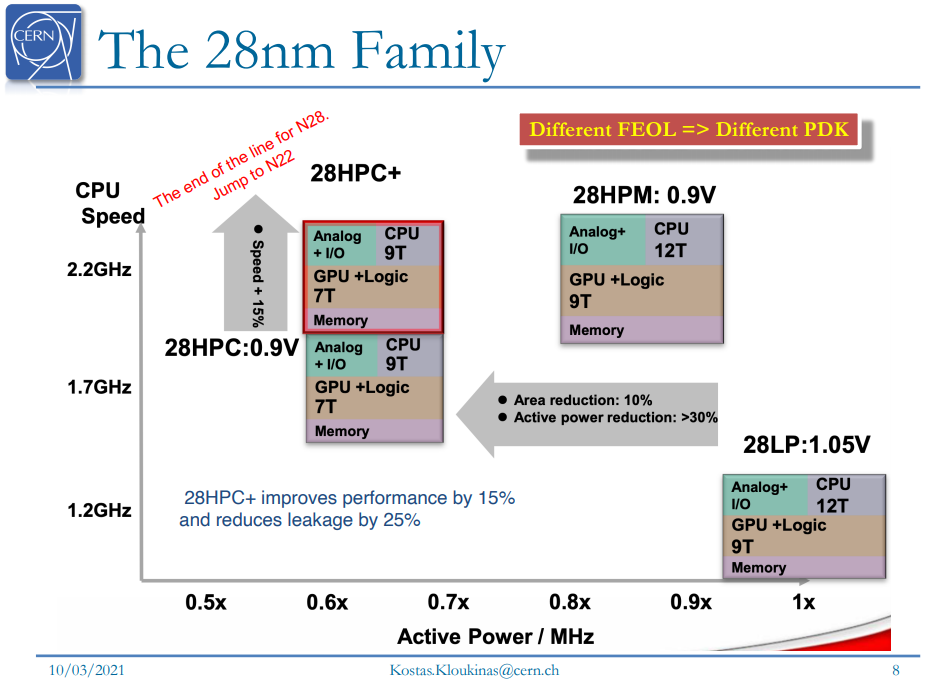 CERN
The 28nm Family
The end of the line for N28.
Jump to N22
Different FEOL => Different PDK
28HPC+
28HPM: 0.9V
CPU
Speed
2.2GHz
1.7GHz
1.2GHz
● Speed + 15%
Analog
+ I/O
CPU
9T
GPU +Logic
7T
Memory
Analog+
I/O
CPU
12T
GPU +Logic
9T
Memory
28HPC:0.9V
Analog
+ I/O
CPU
9T
GPU +Logic
7T
Memory
● Area reduction: 10%
● Active power reduction: >30%
28LP:1.05V
Analog+
I/O
CPU
12T
GPU +Logic
9T
Memory
28HPC+ improves performance by 15%
and reduces leakage by 25%
0.5x 0.6x 0.7x 0.8x 0.9x 1x
Active Power / MHz
10/03/2021 Kostas.Kloukinas@cern.ch 8